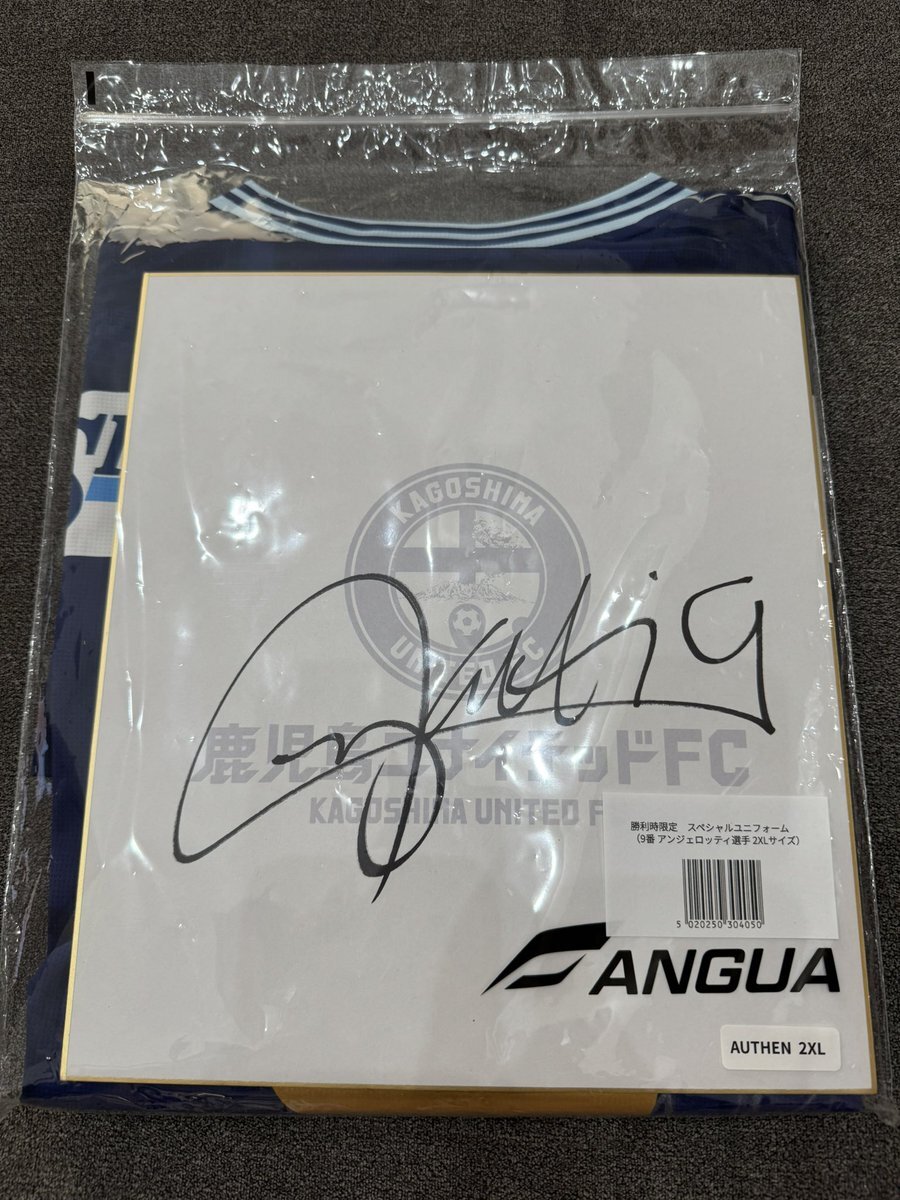 KAGOSHIMA
UNITED FC
鹿児島ユナイテッドFC
KAGOSHIMA UNITED F
勝利時限定 スペシャルユニフォーム
(9番 アンジェロッティ選手 2XLサイズ)
5 020250 304050
ANGUA
AUTHEN 2XL